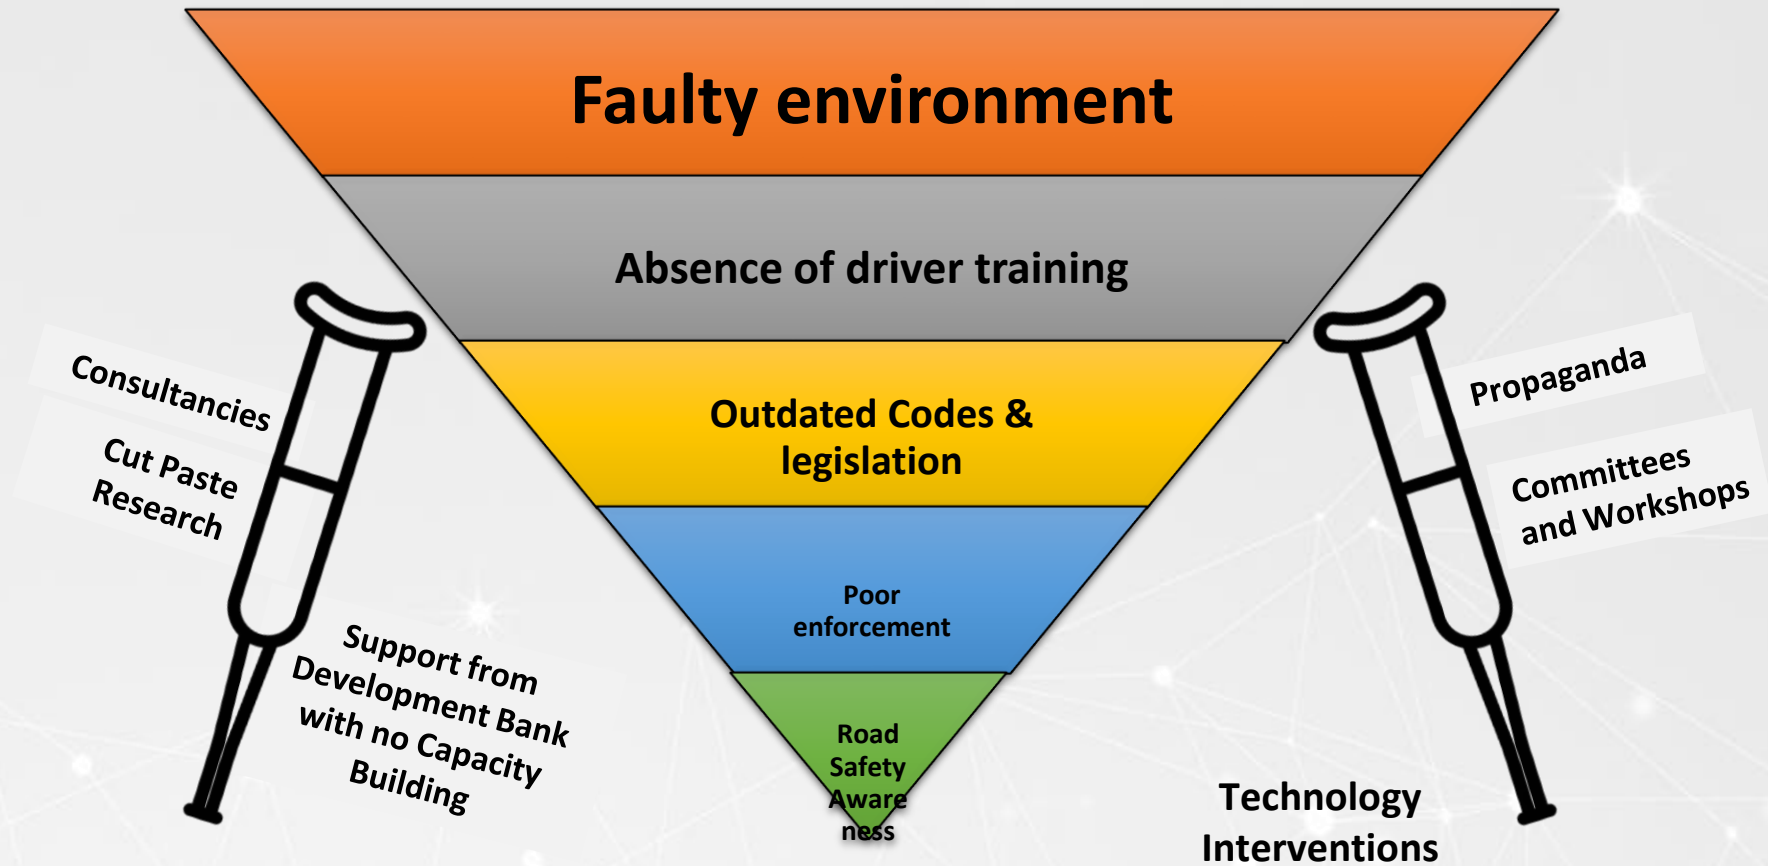 Faulty environment
Absence of driver training
Outdated Codes &
legislation
Poor
enforcement
Road
Safety
Aware
ness
Consultancies
Cut Paste
Research
Support from
Development Bank
with no Capacity
Building
Propaganda
Committees
and Workshops
Technology
Interventions